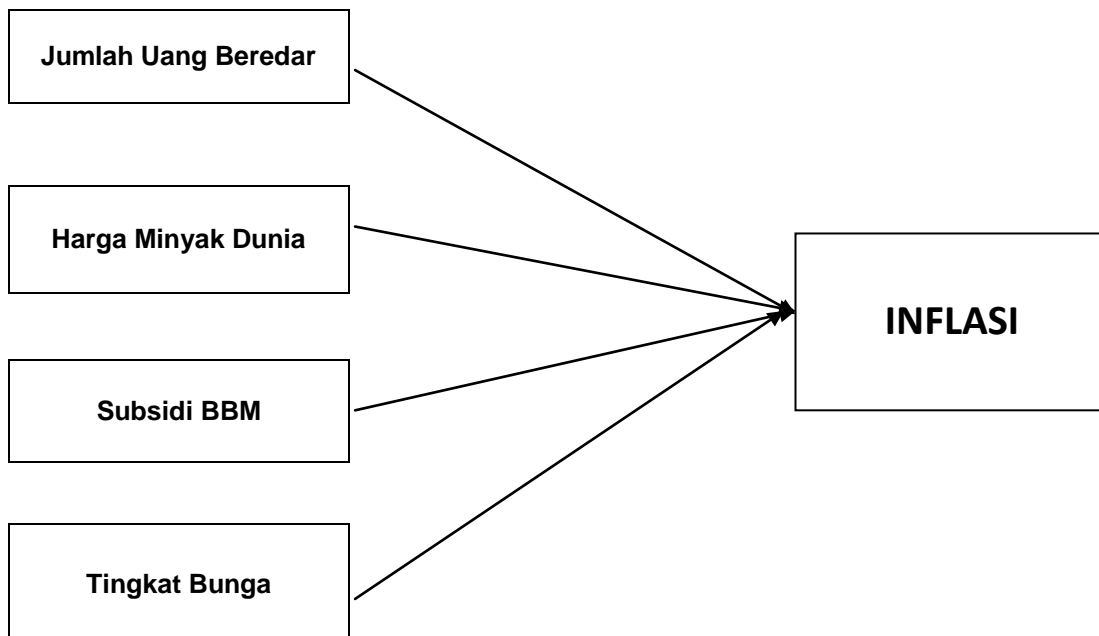 Jumlah Uang Beredar
Harga Minyak Dunia
INFLASI
Subsidi BBM
Tingkat Bunga